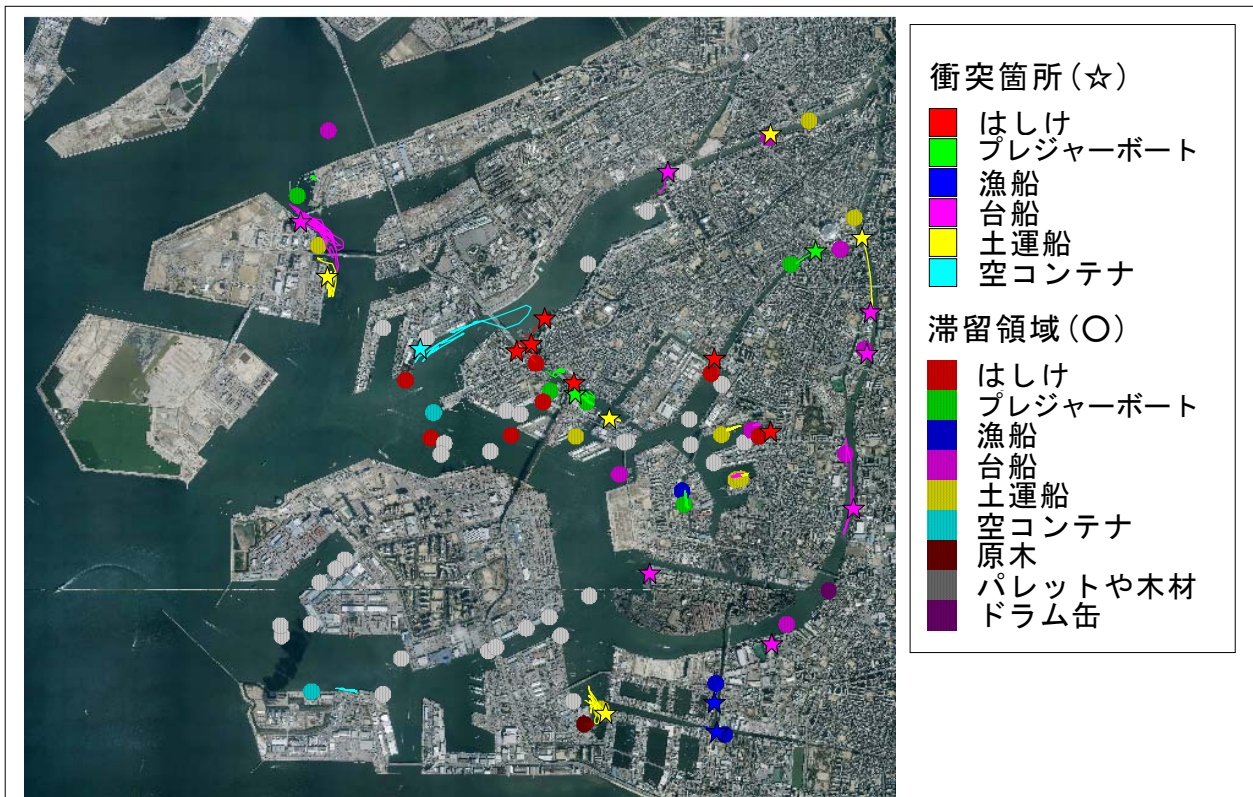 衝突箇所(☆)
はしけ
プレジャーボート
漁船
台船
土運船
空コンテナ
滞留領域(○)
はしけ
プレジャーボート
漁船
台船
土運船
空コンテナ
原木
パレットや木材
ドラム缶